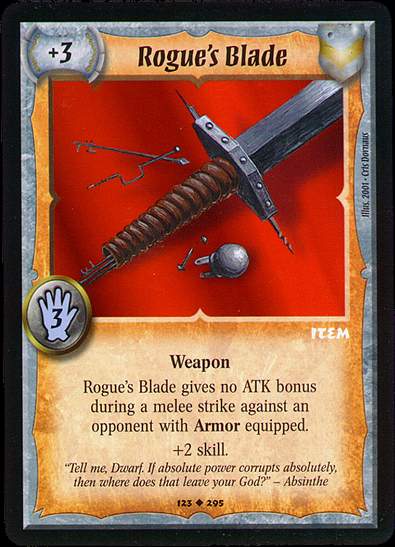 +3
Rogue's Blade
Illus. 2001 • Cris Dornaus
3
ITEM
Weapon
Rogue's Blade gives no ATK bonus
during a melee strike against an
opponent with Armor equipped.
+2 skill.
"Tell me, Dwarf. If absolute power corrupts absolutely,
then where does that leave your God?" – Absinthe
123 ◆ 295